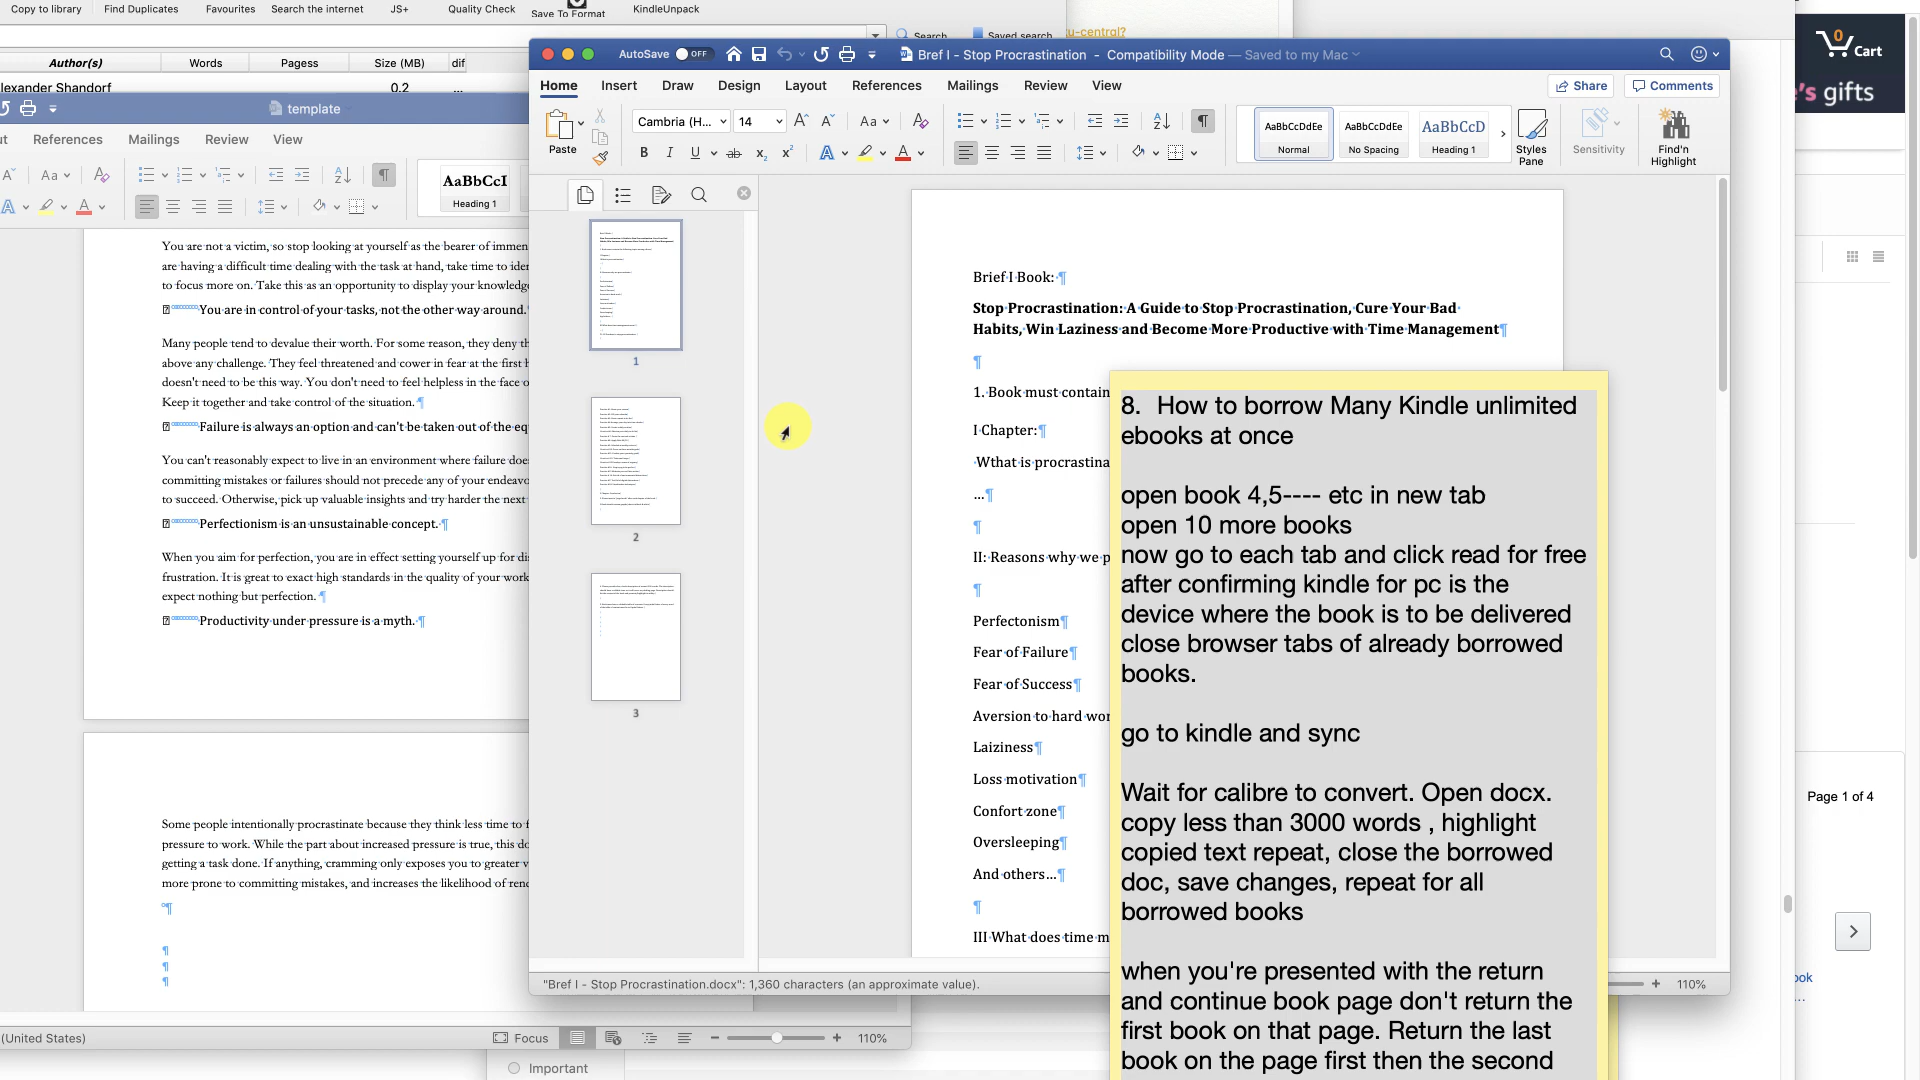 Copy to library
Find Duplicates
Favourites
Search the internet
JS+
Quality Check
Save To Format
KindleUnpack
Search
Saved search
tu-central?
Author(s)
Words
Pagess
Size (MB)
dif
lexander Shandorf
0.2
...
template
ut
References
Mailings
Review
View
Aa
AaBbCcI
Heading 1
You are not a victim, so stop looking at yourself as the bearer of immen
are having a difficult time dealing with the task at hand, take time to iden
to focus more on. Take this as an opportunity to display your knowledge
You are in control of your tasks, not the other way around.
Many people tend to devalue their worth. For some reason, they deny th
above any challenge. They feel threatened and cower in fear at the first h
doesn't need to be this way. You don't need to feel helpless in the face o
Keep it together and take control of the situation. ¶
Failure is always an option and can't be taken out of the eq
You can't reasonably expect to live in an environment where failure doe
committing mistakes or failures should not precede any of your endeavo
to succeed. Otherwise, pick up valuable insights and try harder the next
Perfectionism is an unsustainable concept. ¶
When you aim for perfection, you are in effect setting yourself up for dis
frustration. It is great to exact high standards in the quality of your work
expect nothing but perfection. ¶
Productivity under pressure is a myth. ¶
Some people intentionally procrastinate because they think less time to f
pressure to work. While the part about increased pressure is true, this do
getting a task done. If anything, cramming only exposes you to greater v
more prone to committing mistakes, and increases the likelihood of rend
(United States)
Focus
110%
Important
AutoSave
OFF
Bref I - Stop Procrastination - Compatibility Mode — Saved to my Mac
Home
Insert
Draw
Design
Layout
References
Mailings
Review
View
Share
Comments
Paste
Cambria (H...
14
Aa
B I U ab x₂ x²
AaBbCcDdEe
Normal
AaBbCcDdEe
No Spacing
AaBbCcD
Heading 1
Styles
Pane
Sensitivity
Find'n
Highlight
1
2
3
Brief I Book: ¶
Stop Procrastination: A Guide to Stop Procrastination, Cure Your Bad
Habits, Win Laziness and Become More Productive with Time Management¶
1. Book must contain
I Chapter:¶
Wthat is procrastina
...¶
II: Reasons why we p
Perfectonism¶
Fear of Failure¶
Fear of Success¶
Aversion to hard wor
Laiziness¶
Loss motivation¶
Confort zone¶
Oversleeping¶
And others...¶
III What does time m
"Bref I - Stop Procrastination.docx": 1,360 characters (an approximate value).
110%
8. How to borrow Many Kindle unlimited
ebooks at once
open book 4,5---- etc in new tab
open 10 more books
now go to each tab and click read for free
after confirming kindle for pc is the
device where the book is to be delivered
close browser tabs of already borrowed
books.
go to kindle and sync
Wait for calibre to convert. Open docx.
copy less than 3000 words , highlight
copied text repeat, close the borrowed
doc, save changes, repeat for all
borrowed books
when you're presented with the return
and continue book page don't return the
first book on that page. Return the last
book on the page first then the second
0
Cart
e's gifts
Page 1 of 4
ook
...